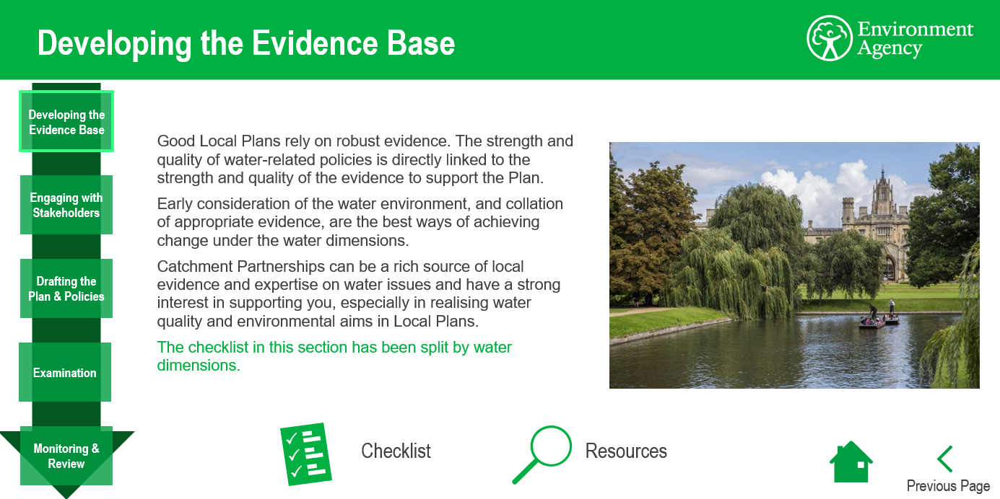 Developing the Evidence Base
Environment
Agency
Developing the
Evidence Base
Engaging with
Stakeholders
Drafting the
Plan & Policies
Examination
Monitoring &
Review
Good Local Plans rely on robust evidence. The strength and
quality of water-related policies is directly linked to the
strength and quality of the evidence to support the Plan.
Early consideration of the water environment, and collation
of appropriate evidence, are the best ways of achieving
change under the water dimensions.
Catchment Partnerships can be a rich source of local
evidence and expertise on water issues and have a strong
interest in supporting you, especially in realising water
quality and environmental aims in Local Plans.
The checklist in this section has been split by water
dimensions.
Checklist
Resources
Previous Page